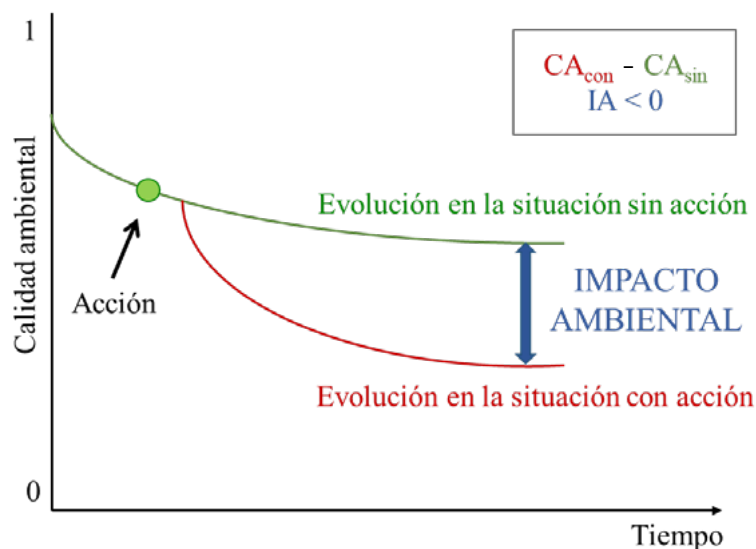 1
CAcon - CAsin
IA < 0
Evolución en la situación sin acción
Calidad ambiental
Acción
IMPACTO
AMBIENTAL
Evolución en la situación con acción
0
Tiempo